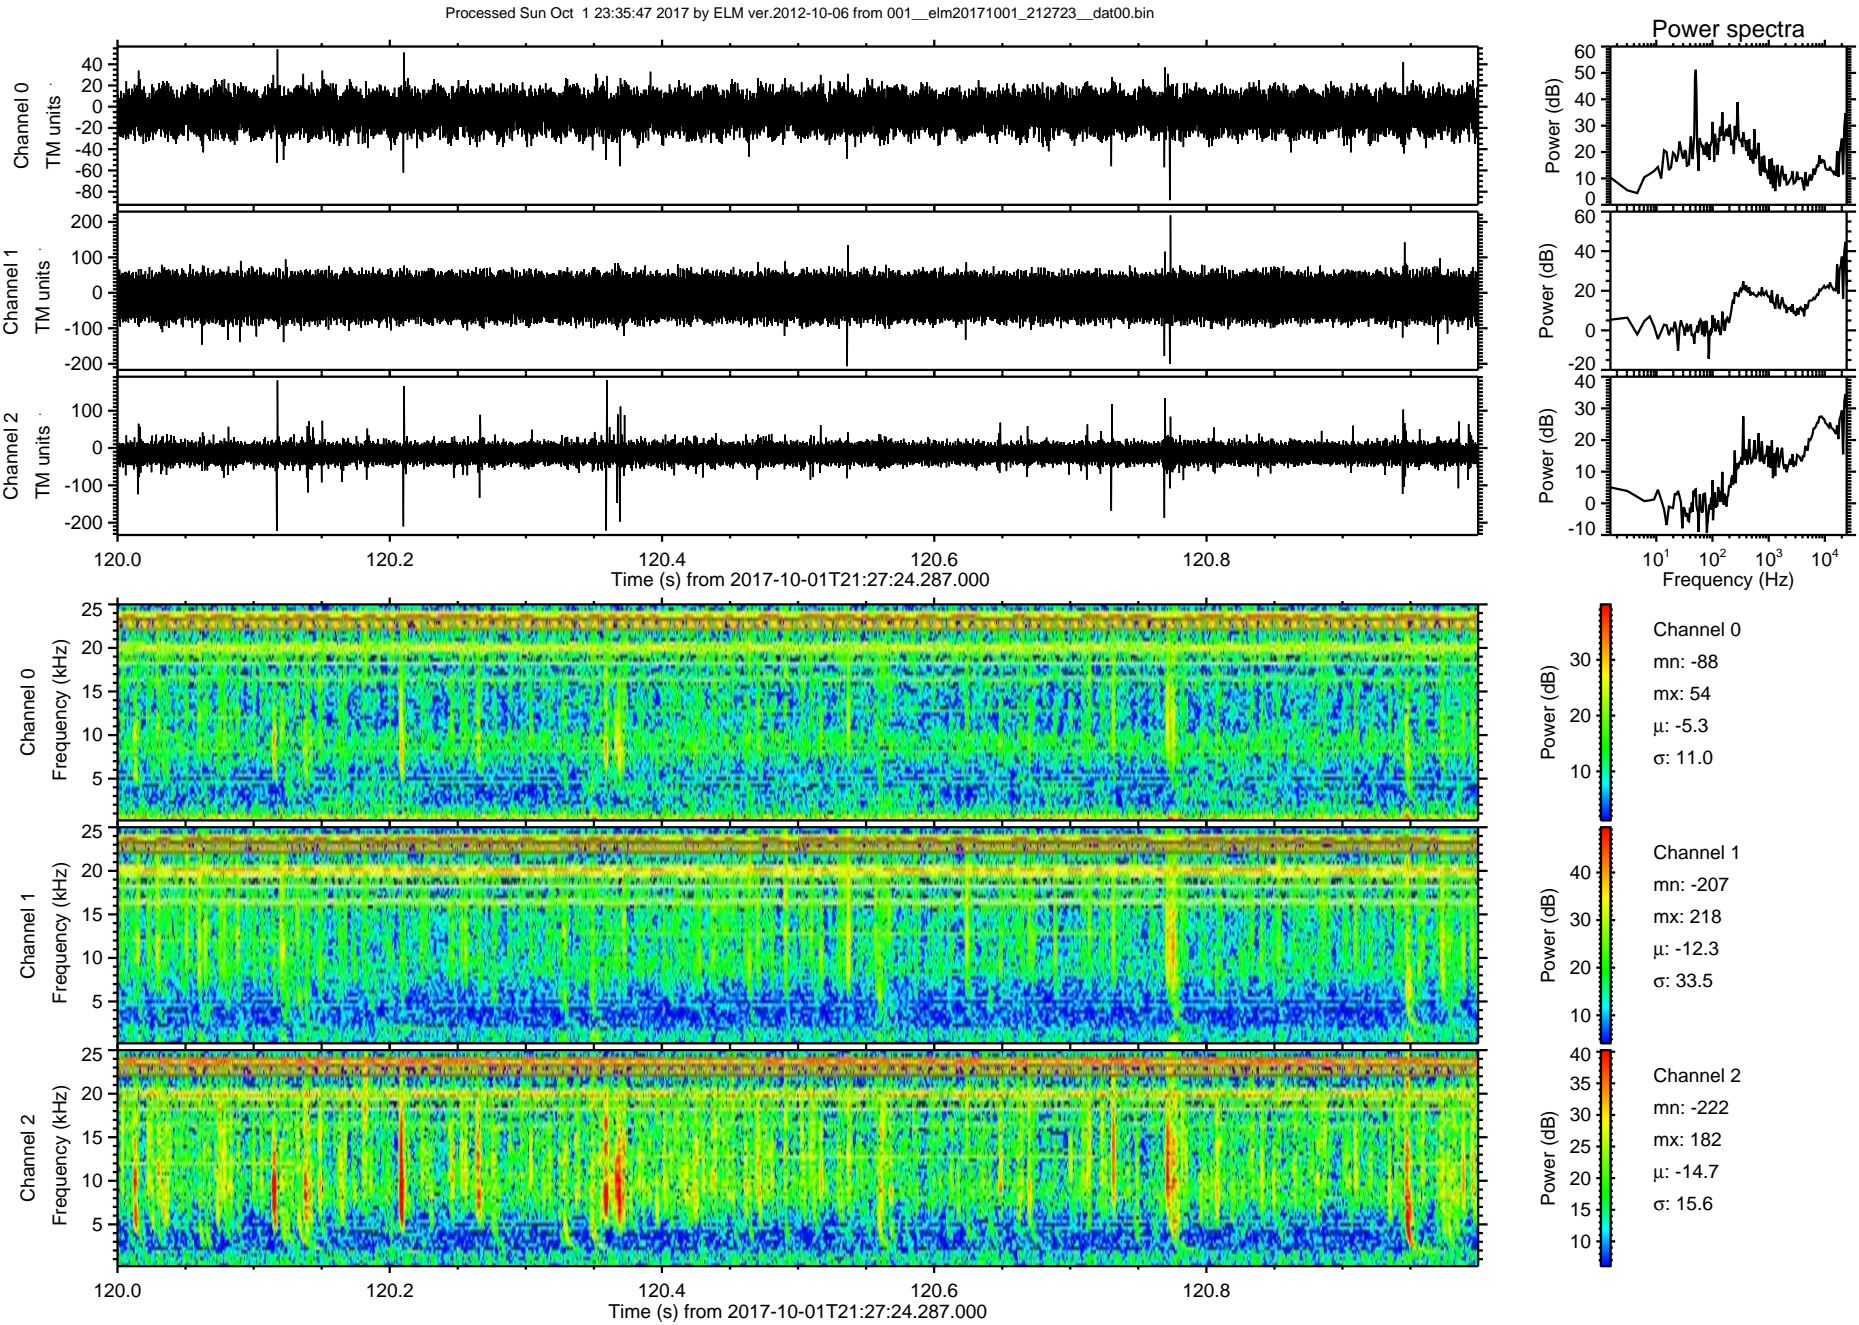 Processed Sun Oct  1 23:35:47 2017 by ELM ver.2012-10-06 from 001__elm20171001_212723__dat00.bin
Power spectra
Channel 0
TM units
40
20
0
-20
-40
-60
-80
Power (dB)
60
50
40
30
20
10
0
Channel 1
TM units
200
100
0
-100
-200
Power (dB)
60
40
20
0
-20
Channel 2
TM units
100
0
-100
-200
Power (dB)
40
30
20
10
0
-10
120.0 120.2 120.4 120.6 120.8
Time (s) from 2017-10-01T21:27:24.287.000
10^1 10^2 10^3 10^4
Frequency (Hz)
Channel 0
Frequency (kHz)
25
20
15
10
5
Power (dB)
30
20
10
Channel 0
mn: -88
mx: 54
μ: -5.3
σ: 11.0
Channel 1
Frequency (kHz)
25
20
15
10
5
Power (dB)
40
30
20
10
Channel 1
mn: -207
mx: 218
μ: -12.3
σ: 33.5
Channel 2
Frequency (kHz)
25
20
15
10
5
Power (dB)
40
35
30
25
20
15
10
Channel 2
mn: -222
mx: 182
μ: -14.7
σ: 15.6
120.0 120.2 120.4 120.6 120.8
Time (s) from 2017-10-01T21:27:24.287.000